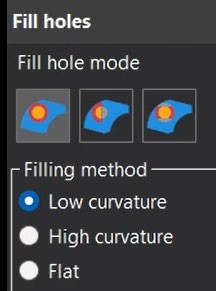 Fill holes
Fill hole mode
Filling method
Low curvature
High curvature
Flat